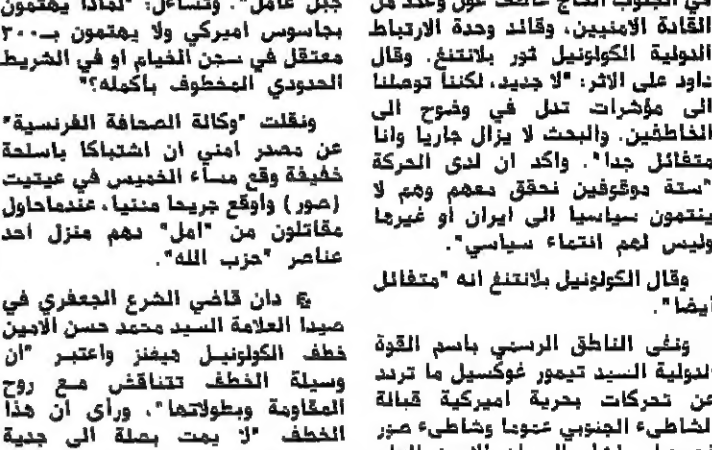 في الجنوب الحاج عاطف عون وعدد من
القادة الامنيين، وقائد وحدة الارتباط
الدولية الكولونيل ثور بلانتنغ. وقال
داود على الاثر: "لا جديد، لكننا توصلنا
الى مؤشرات تدل في وضوح الى
الخاطفين. والبحث لا يزال جاريا وانا
متفائل جدا". واكد ان لدى الحركة
"ستة موقوفين نحقق معهم وهم لا
ينتمون سياسيا الى ايران أو غيرها
وليس لهم انتماء سياسي".
وقال الكولونيل بلانتنغ انه "متفائل
أيضا".
ونفى الناطق الرسمي باسم القوة
الدولية السيد تيمور غوكسيل ما تردد
عن تحركات بحرية اميركية قبالة
الشاطىء الجنوبي عموما وشاطىء صور
جبل عامل". وتساءل: "لماذا يهتمون
بجاسوس اميركي ولا يهتمون بـ٣٠٠
معتقل في سجن الخيام او في الشريط
الحدودي المخطوف بأكمله؟"
ونقلت "وكالة الصحافة الفرنسية"
عن مصدر امني ان اشتباكا باسلحة
خفيفة وقع مساء الخميس في عيتيت
(صور) واوقع جريحا مدنيا، عندماحاول
مقاتلون من "امل" دهم منزل احد
عناصر "حزب الله".
دان قاضي الشرع الجعفري في
صيدا العلامة السيد محمد حسن الامين
خطف الكولونيل هيغنز واعتبر "ان
وسيلة الخطف تتناقض مع روح
المقاومة وبطولاتها". ورأى ان هذا
الخطف "لا يمت بصلة الى جدية